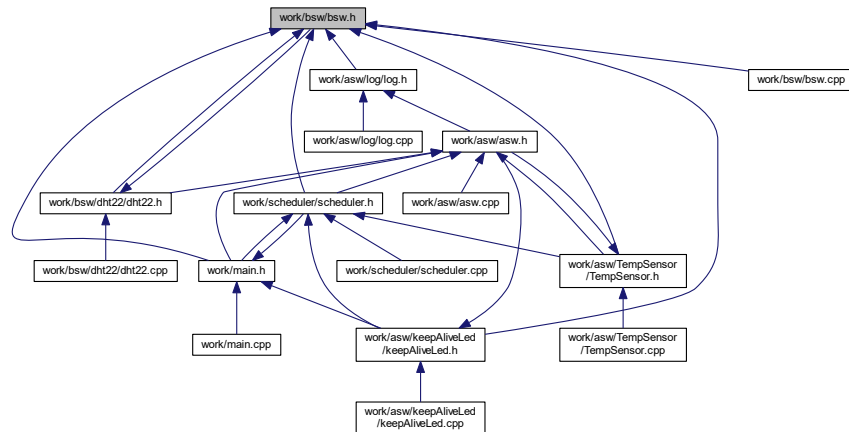 work/bsw/bsw.h
work/asw/log/log.h
work/bsw/bsw.cpp
work/asw/log/log.cpp
work/asw/asw.h
work/bsw/dht22/dht22.h
work/scheduler/scheduler.h
work/asw/asw.cpp
work/bsw/dht22/dht22.cpp
work/main.h
work/scheduler/scheduler.cpp
work/asw/TempSensor
/TempSensor.h
work/main.cpp
work/asw/keepAliveLed
/keepAliveLed.h
work/asw/TempSensor
/TempSensor.cpp
work/asw/keepAliveLed
/keepAliveLed.cpp